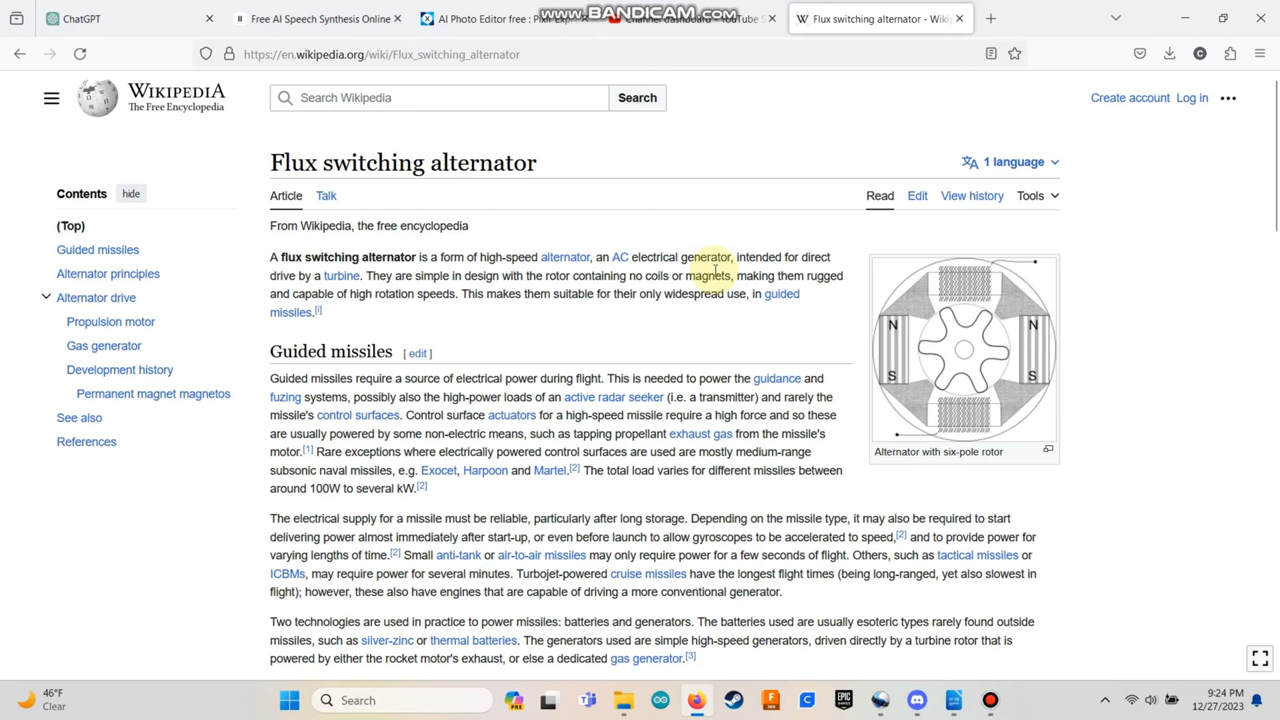 ChatGPT
Free AI Speech Synthesis Online
AI Photo Editor free : Pixlr Expr
Channel dashboard - YouTube S
Flux switching alternator - Wiki
www.BANDICAM.com
https://en.wikipedia.org/wiki/Flux_switching_alternator
WIKIPEDIA
The Free Encyclopedia
Search Wikipedia
Search
Create account Log in
Flux switching alternator
1 language
Contents hide
Article Talk
Read Edit View history Tools
(Top)
Guided missiles
Alternator principles
Alternator drive
Propulsion motor
Gas generator
Development history
Permanent magnet magnetos
See also
References
From Wikipedia, the free encyclopedia
A flux switching alternator is a form of high-speed alternator, an AC electrical generator, intended for direct
drive by a turbine. They are simple in design with the rotor containing no coils or magnets, making them rugged
and capable of high rotation speeds. This makes them suitable for their only widespread use, in guided
missiles.[i]
N N
S S
Alternator with six-pole rotor
Guided missiles [ edit ]
Guided missiles require a source of electrical power during flight. This is needed to power the guidance and
fuzing systems, possibly also the high-power loads of an active radar seeker (i.e. a transmitter) and rarely the
missile's control surfaces. Control surface actuators for a high-speed missile require a high force and so these
are usually powered by some non-electric means, such as tapping propellant exhaust gas from the missile's
motor.[1] Rare exceptions where electrically powered control surfaces are used are mostly medium-range
subsonic naval missiles, e.g. Exocet, Harpoon and Martel.[2] The total load varies for different missiles between
around 100W to several kW.[2]
The electrical supply for a missile must be reliable, particularly after long storage. Depending on the missile type, it may also be required to start
delivering power almost immediately after start-up, or even before launch to allow gyroscopes to be accelerated to speed,[2] and to provide power for
varying lengths of time.[2] Small anti-tank or air-to-air missiles may only require power for a few seconds of flight. Others, such as tactical missiles or
ICBMs, may require power for several minutes. Turbojet-powered cruise missiles have the longest flight times (being long-ranged, yet also slowest in
flight); however, these also have engines that are capable of driving a more conventional generator.
Two technologies are used in practice to power missiles: batteries and generators. The batteries used are usually esoteric types rarely found outside
missiles, such as silver-zinc or thermal batteries. The generators used are simple high-speed generators, driven directly by a turbine rotor that is
powered by either the rocket motor's exhaust, or else a dedicated gas generator.[3]
46°F
Clear
Search
9:24 PM
12/27/2023